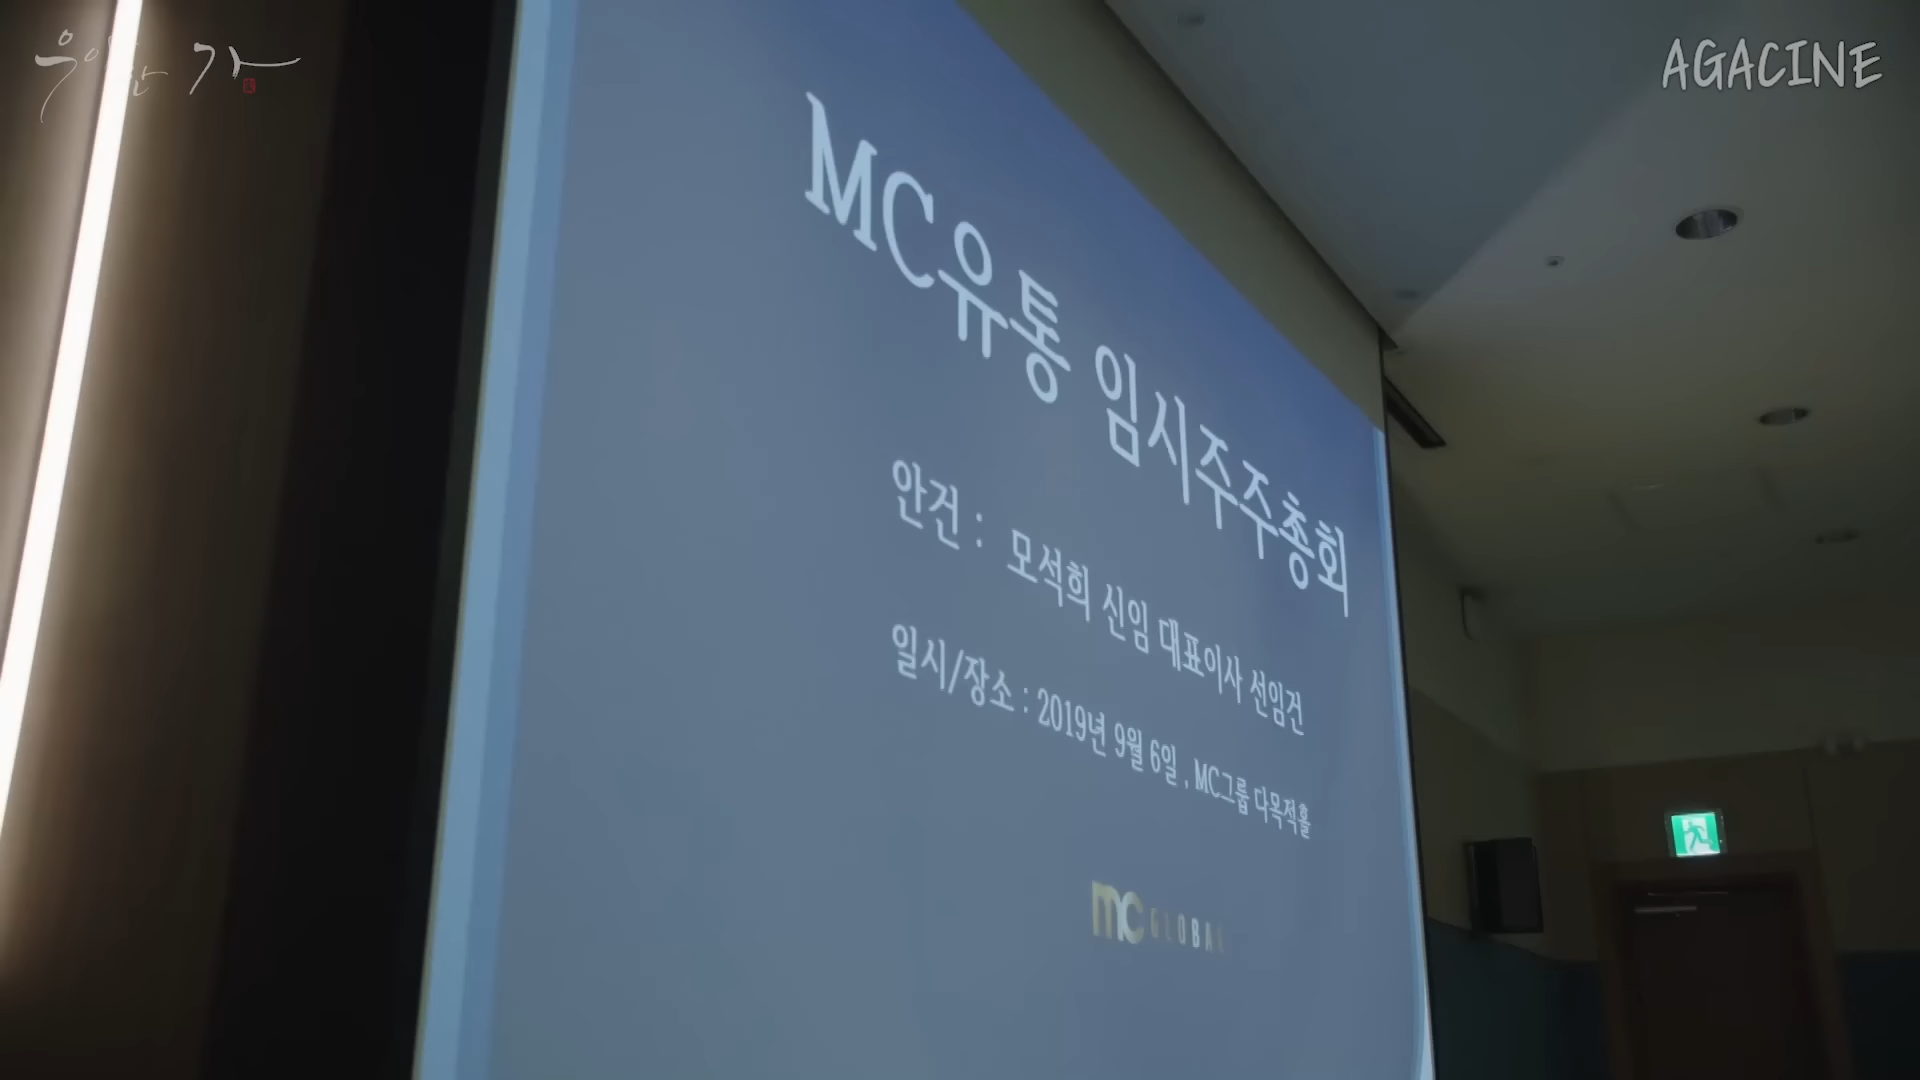 우아한 가
AGACINE
MC유통 임시주주총회
안건 : 모석희 신임 대표이사 선임건
일시/장소 : 2019년 9월 6일 , MC그룹 다목적홀
mc GLOBAL